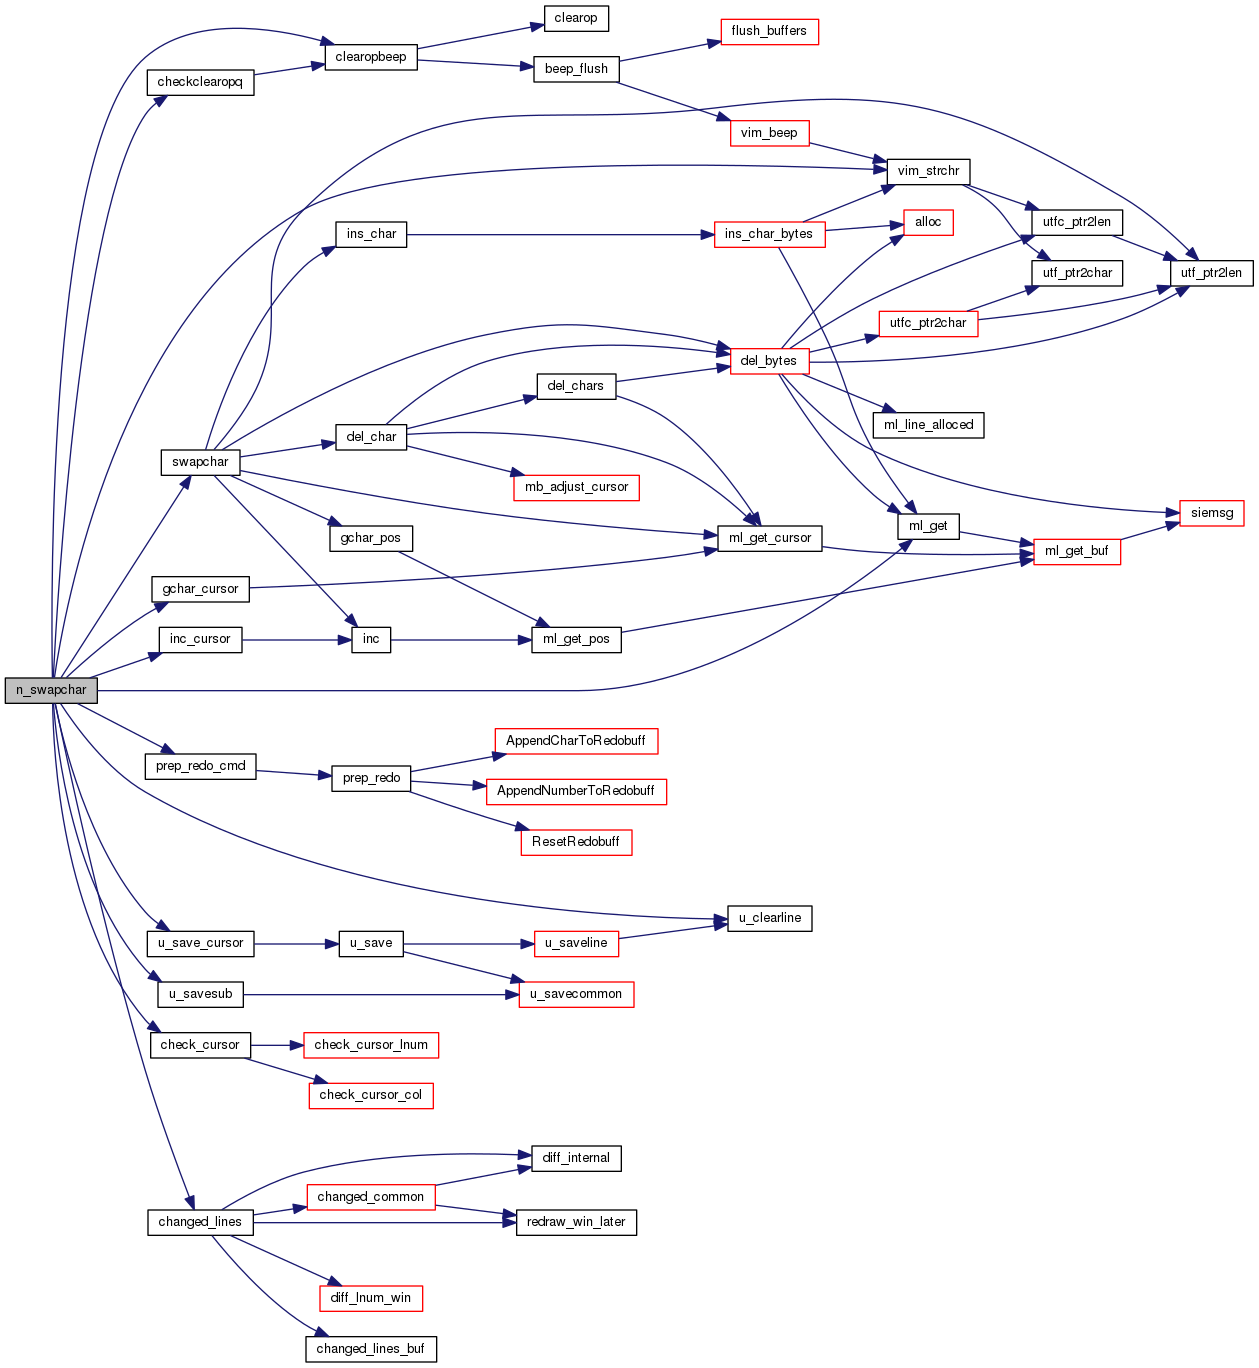 clearop
flush_buffers
clearopbeep
beep_flush
checkclearopq
vim_beep
vim_strchr
utfc_ptr2len
alloc
ins_char
ins_char_bytes
utf_ptr2char
utf_ptr2len
utfc_ptr2char
del_bytes
del_chars
ml_line_alloced
del_char
swapchar
mb_adjust_cursor
siemsg
ml_get
gchar_pos
ml_get_cursor
ml_get_buf
gchar_cursor
inc_cursor
inc
ml_get_pos
n_swapchar
AppendCharToRedobuff
prep_redo_cmd
prep_redo
AppendNumberToRedobuff
ResetRedobuff
u_clearline
u_save_cursor
u_save
u_saveline
u_savesub
u_savecommon
check_cursor
check_cursor_lnum
check_cursor_col
diff_internal
changed_common
changed_lines
redraw_win_later
diff_lnum_win
changed_lines_buf